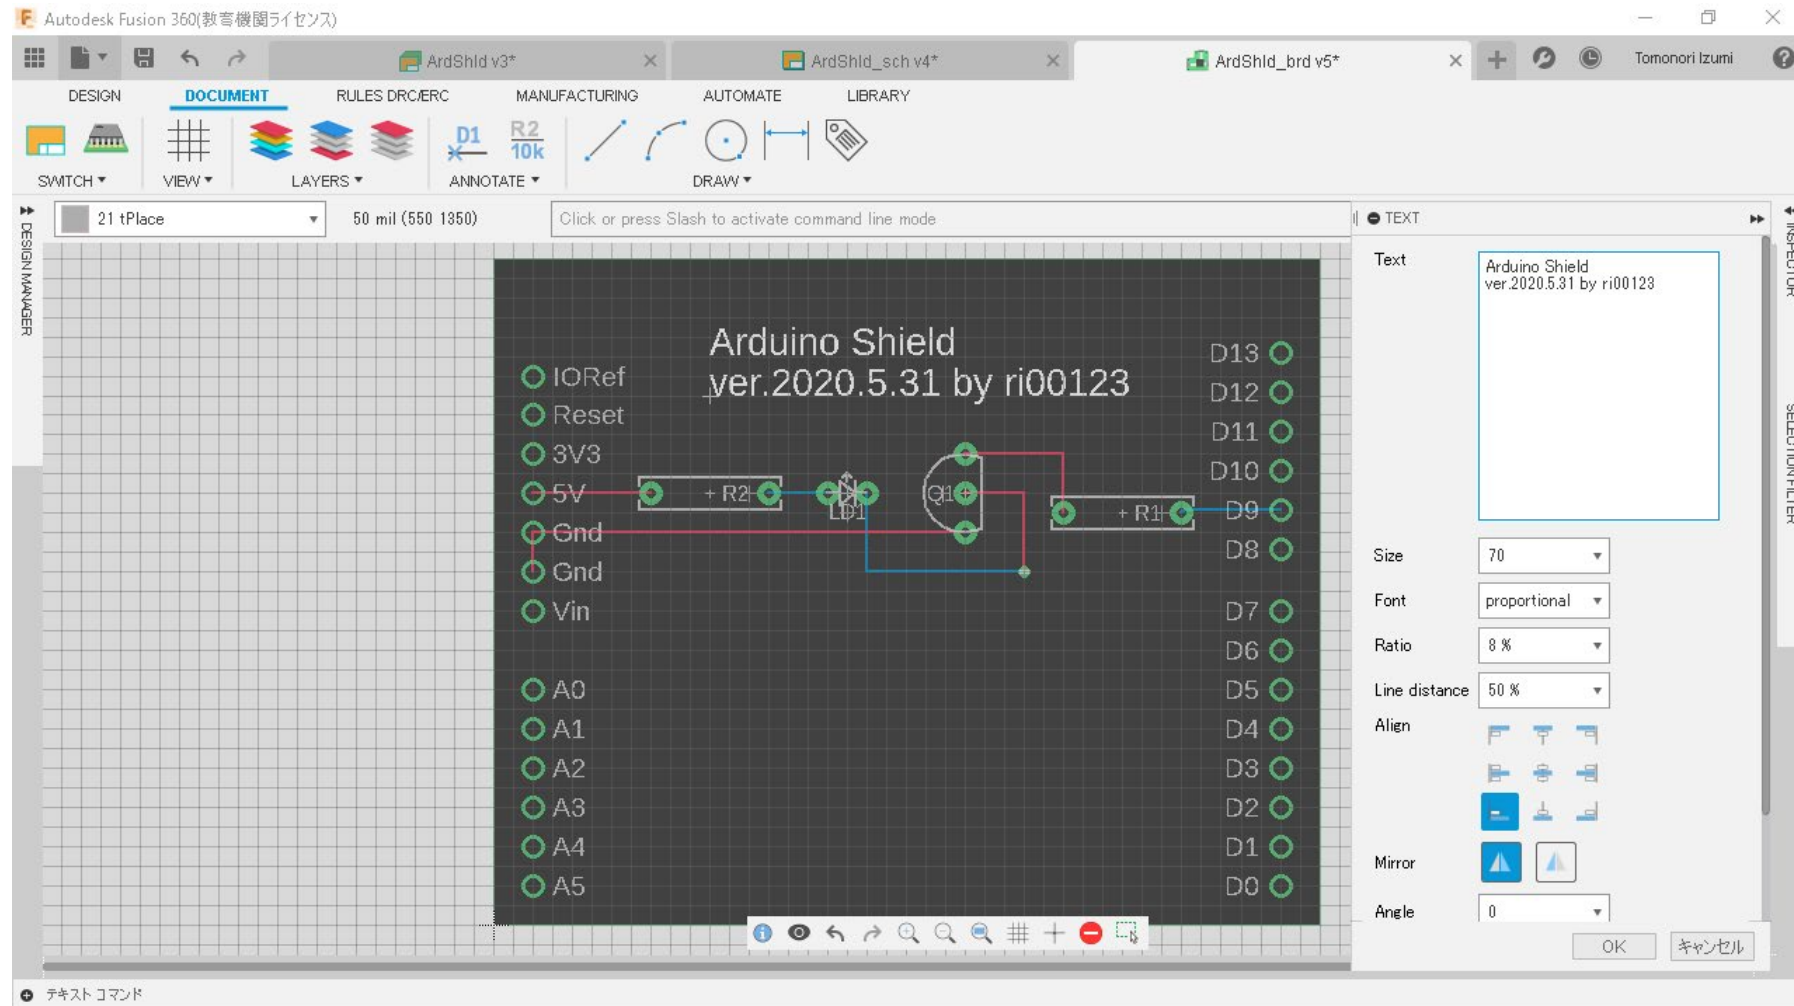 Autodesk Fusion 360(教育機関ライセンス)
ArdShld v3*
ArdShld_sch v4*
ArdShld_brd v5*
Tomonori Izumi
DESIGN
DOCUMENT
RULES DRC/ERC
MANUFACTURING
AUTOMATE
LIBRARY
D1
R2
10k
SWITCH
VIEW
LAYERS
ANNOTATE
DRAW
21 tPlace
50 mil (550 1350)
Click or press Slash to activate command line mode
TEXT
DESIGN MANAGER
INSPECTOR
SELECTION FILTER
Arduino Shield
ver.2020.5.31 by ri00123
IORef
Reset
3V3
5V
Gnd
Gnd
Vin
A0
A1
A2
A3
A4
A5
R2
LD1
Q1
R1
D13
D12
D11
D10
D9
D8
D7
D6
D5
D4
D3
D2
D1
D0
Text
Arduino Shield
ver.2020.5.31 by ri00123
Size
70
Font
proportional
Ratio
8 %
Line distance
50 %
Align
Mirror
Angle
0
OK
キャンセル
テキスト コマンド